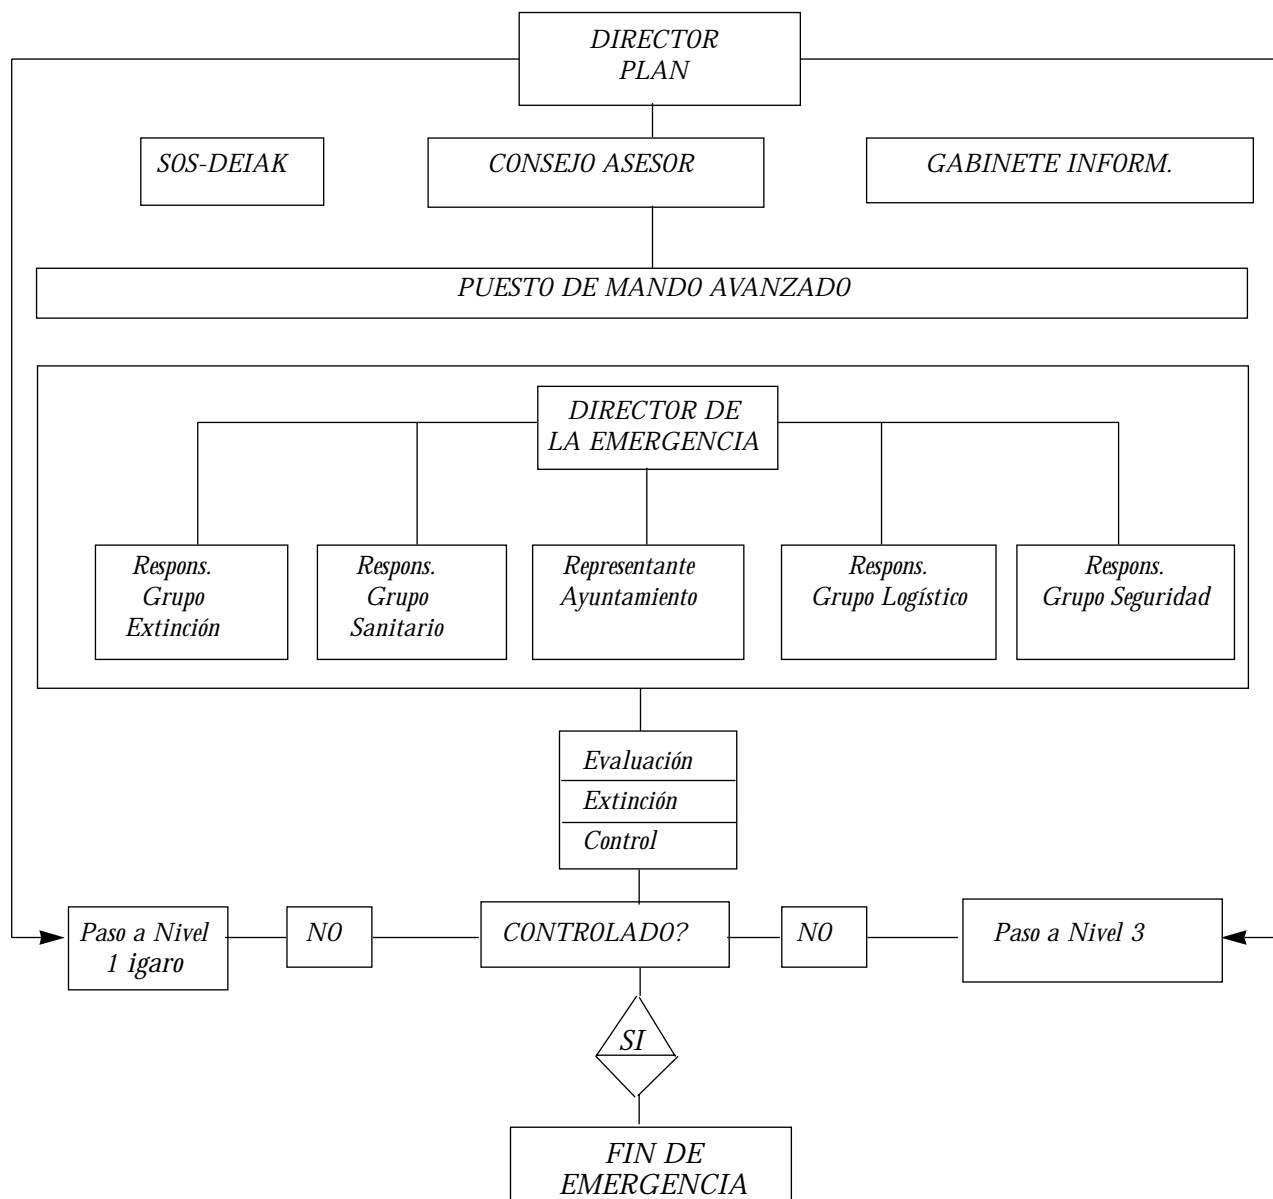 DIRECTOR
PLAN
SOS-DEIAK
CONSEJO ASESOR
GABINETE INFORM.
PUESTO DE MANDO AVANZADO
DIRECTOR DE
LA EMERGENCIA
Respons.
Grupo
Extinción
Respons.
Grupo
Sanitario
Representante
Ayuntamiento
Respons.
Grupo Logístico
Respons.
Grupo Seguridad
Evaluación
Extinción
Control
Paso a Nivel
1 igaro
NO
CONTROLADO?
NO
Paso a Nivel 3
SI
FIN DE
EMERGENCIA